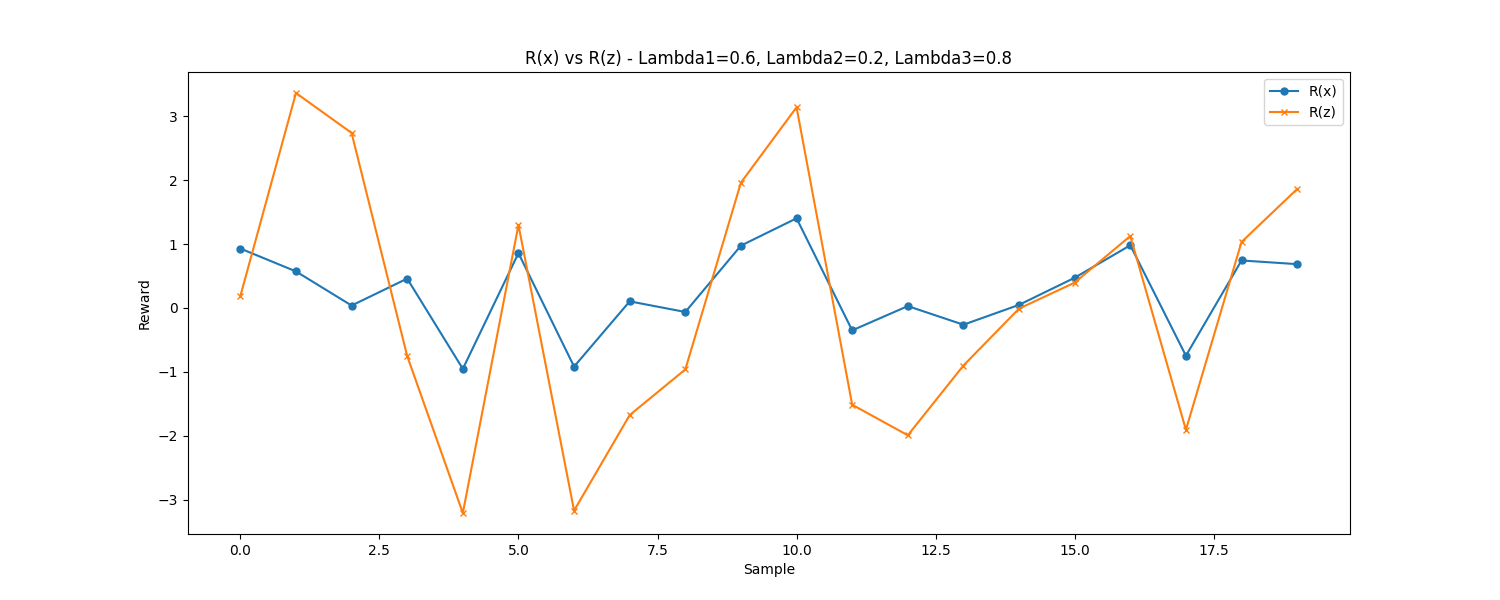 R(x) vs R(z) - Lambda1=0.6, Lambda2=0.2, Lambda3=0.8
R(x)
R(z)
3
2
1
0
−1
−2
−3
Reward
0.0 2.5 5.0 7.5 10.0 12.5 15.0 17.5
Sample